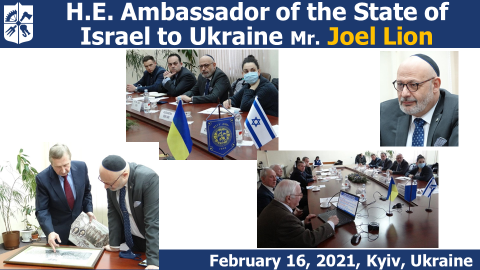 H.E. Ambassador of the State of
Israel to Ukraine Mr. Joel Lion
February 16, 2021, Kyiv, Ukraine